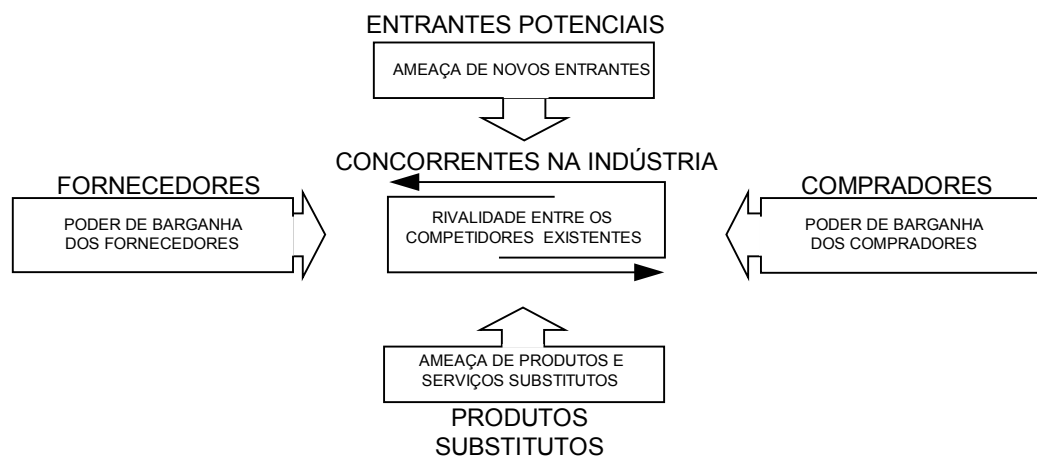 ENTRANTES POTENCIAIS
AMEAÇA DE NOVOS ENTRANTES
CONCORRENTES NA INDÚSTRIA
FORNECEDORES
PODER DE BARGANHA
DOS FORNECEDORES
RIVALIDADE ENTRE OS
COMPETIDORES EXISTENTES
COMPRADORES
PODER DE BARGANHA
DOS COMPRADORES
AMEAÇA DE PRODUTOS E
SERVIÇOS SUBSTITUTOS
PRODUTOS
SUBSTITUTOS